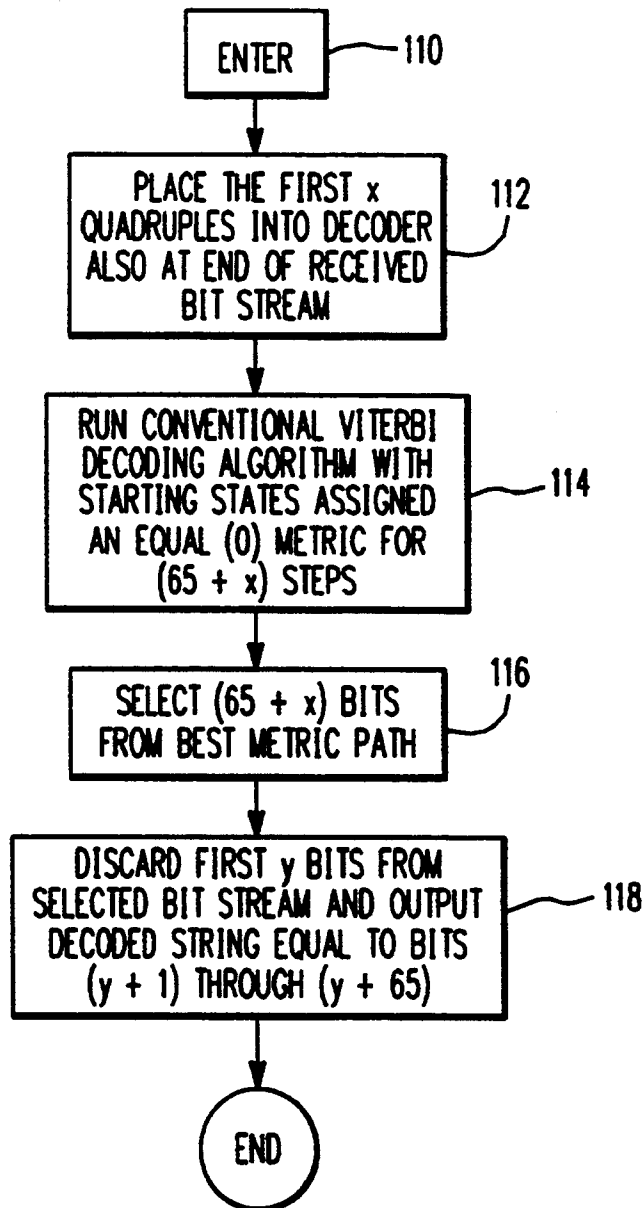 ENTER
110
PLACE THE FIRST x
QUADRUPLES INTO DECODER
ALSO AT END OF RECEIVED
BIT STREAM
112
RUN CONVENTIONAL VITERBI
DECODING ALGORITHM WITH
STARTING STATES ASSIGNED
AN EQUAL (0) METRIC FOR
(65 + x) STEPS
114
SELECT (65 + x) BITS
FROM BEST METRIC PATH
116
DISCARD FIRST y BITS FROM
SELECTED BIT STREAM AND OUTPUT
DECODED STRING EQUAL TO BITS
(y + 1) THROUGH (y + 65)
118
END